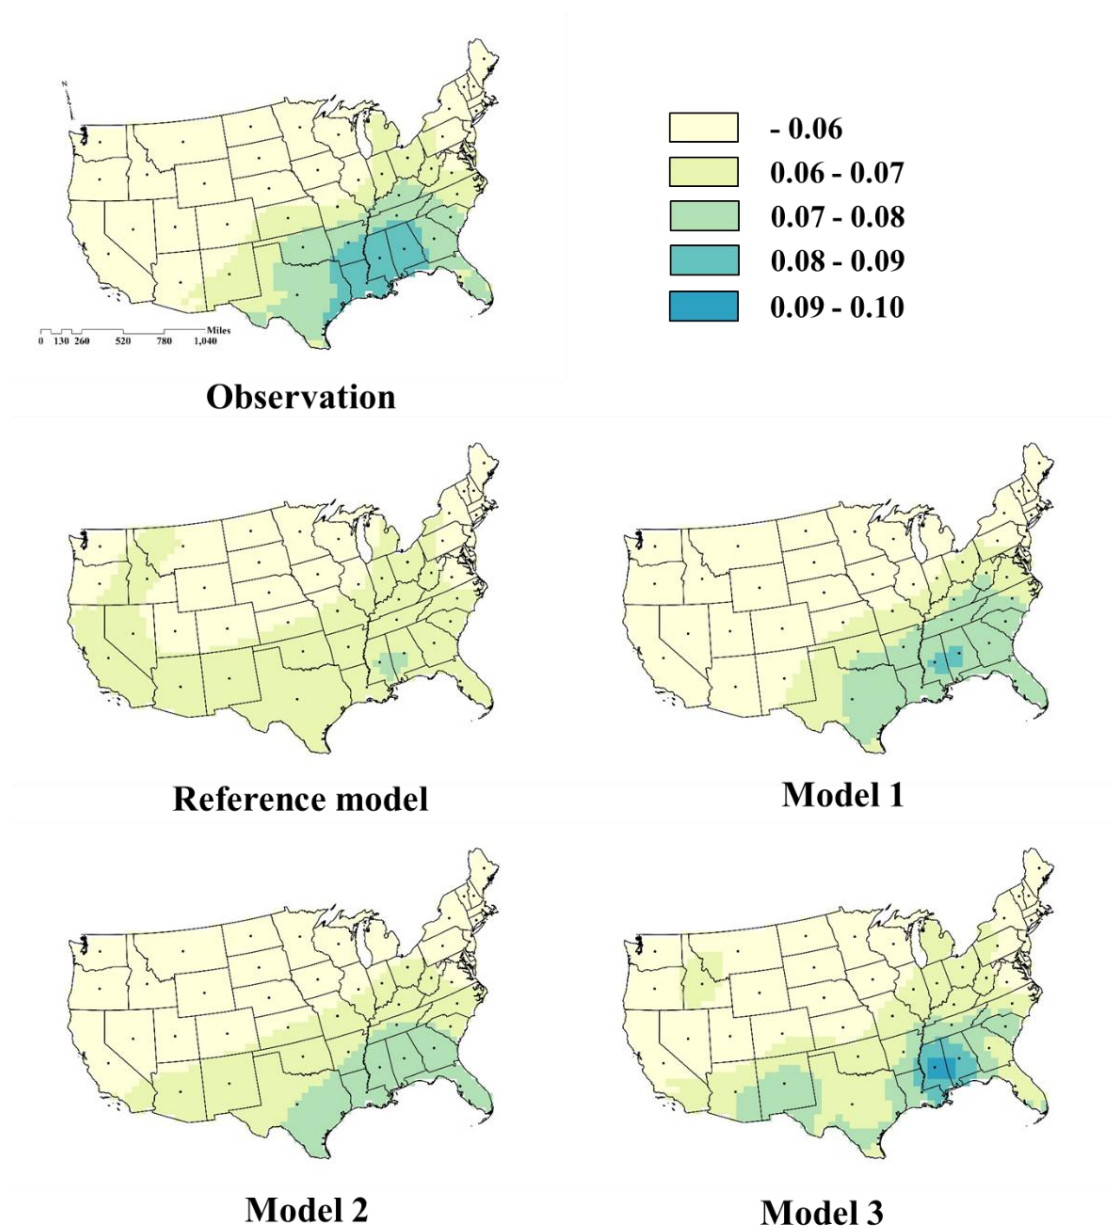 N
- 0.06
0.06 - 0.07
0.07 - 0.08
0.08 - 0.09
0.09 - 0.10
Miles
0 130 260 520 780 1,040
Observation
Reference model
Model 1
Model 2
Model 3